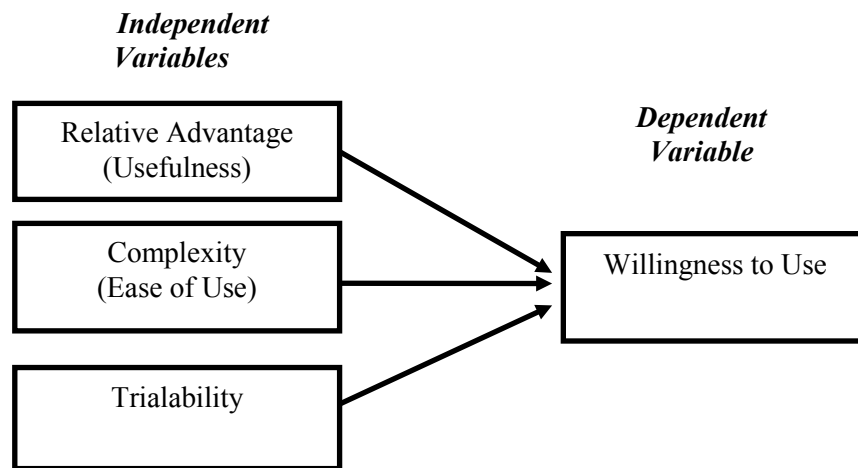 Independent
Variables
Relative Advantage
(Usefulness)
Complexity
(Ease of Use)
Trialability
Dependent
Variable
Willingness to Use